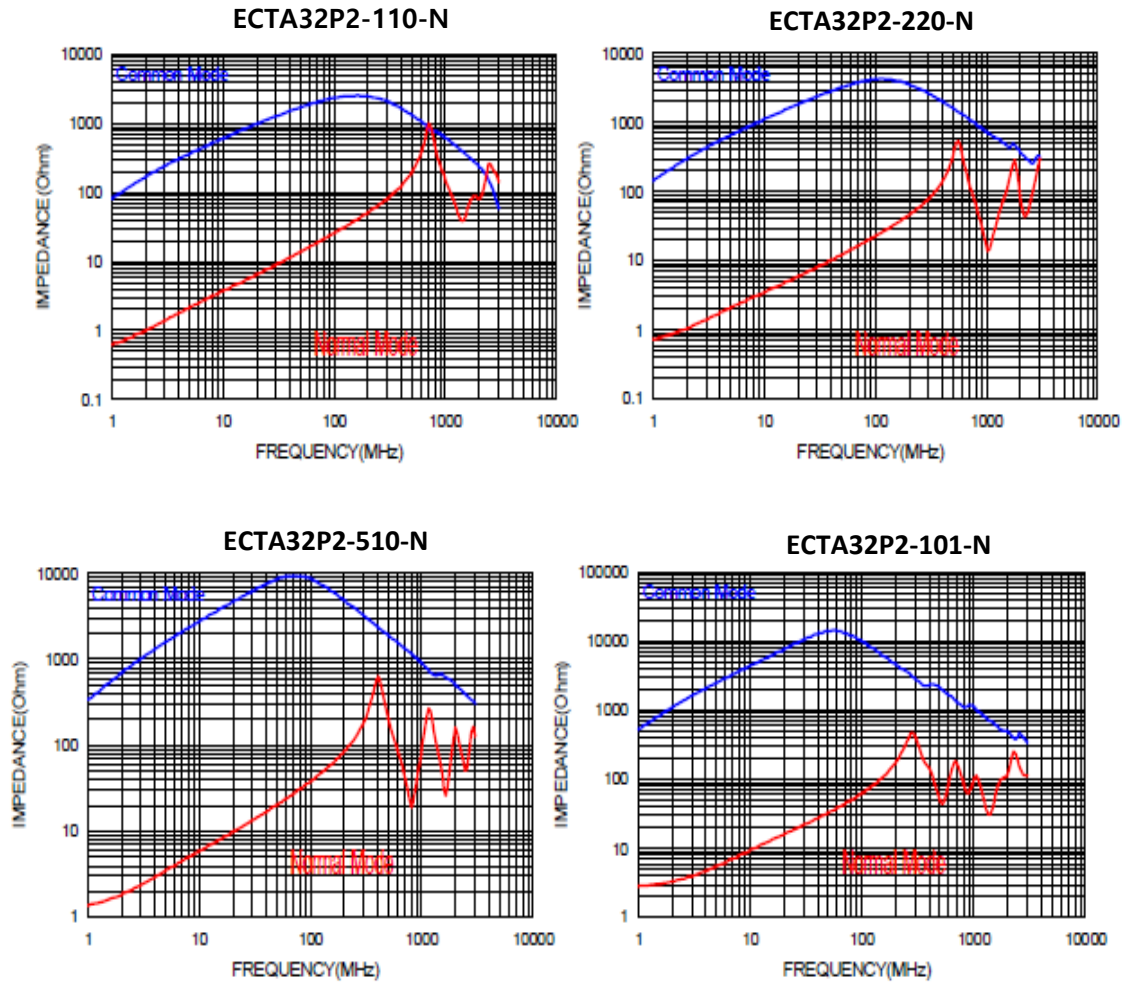 ECTA32P2-110-N
10000
Common Mode
1000
100
10
1
Normal Mode
0.1
1 10 100 1000 10000
IMPEDANCE(Ohm)
FREQUENCY(MHz)
ECTA32P2-220-N
10000
Common Mode
1000
100
10
1
Normal Mode
0.1
1 10 100 1000 10000
IMPEDANCE(Ohm)
FREQUENCY(MHz)
ECTA32P2-510-N
10000
Common Mode
1000
100
10
Normal Mode
1
1 10 100 1000 10000
IMPEDANCE(Ohm)
FREQUENCY(MHz)
ECTA32P2-101-N
100000
Common Mode
10000
1000
100
10
Normal Mode
1
1 10 100 1000 10000
IMPEDANCE(Ohm)
FREQUENCY(MHz)